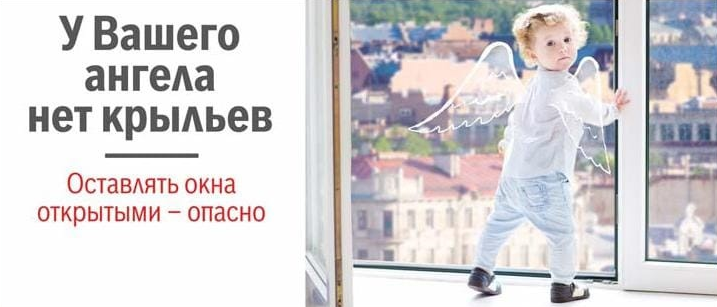 У Вашего
ангела
нет крыльев
Оставлять окна
открытыми – опасно